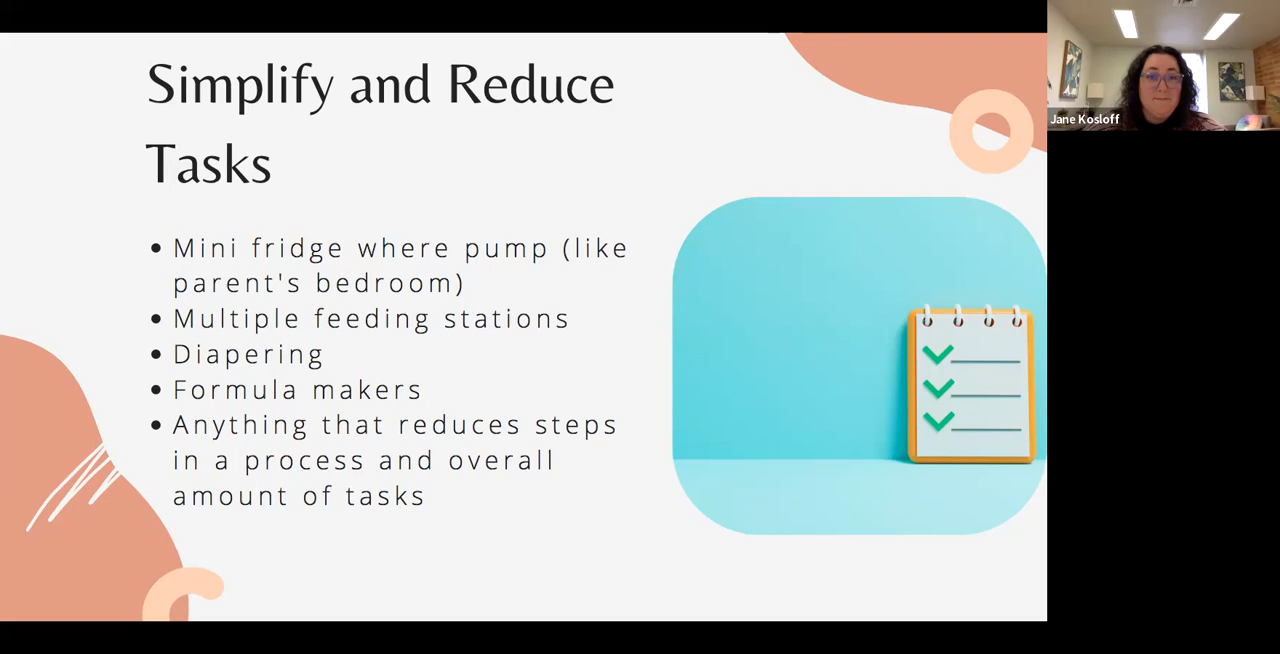 Simplify and Reduce
Tasks
• Mini fridge where pump (like
parent's bedroom)
• Multiple feeding stations
• Diapering
• Formula makers
• Anything that reduces steps
in a process and overall
amount of tasks
Jane Kosloff